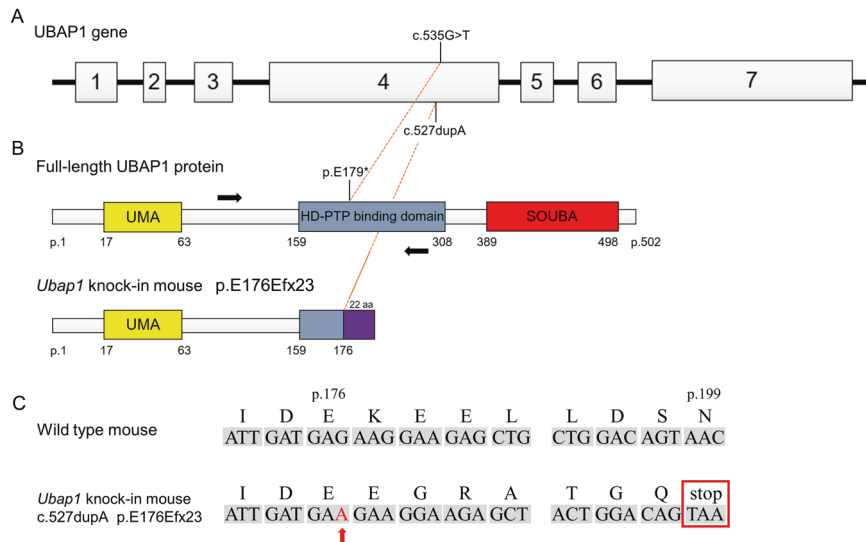 A
UBAP1 gene
c.535G>T
1 2 3 4 5 6 7
c.527dupA
B
Full-length UBAP1 protein
p.E179*
UMA HD-PTP binding domain SOUBA
p.1 17 63 159 308 389 498 p.502
Ubap1 knock-in mouse p.E176Efx23
22 aa
UMA
p.1 17 63 159 176
p.176 p.199
C
I D E K E E L L D S N
Wild type mouse
ATT GAT GAG AAG GAA GAG CTG CTG GAC AGT AAC
Ubap1 knock-in mouse
I D E E G R A T G Q stop
c.527dupA p.E176Efx23
ATT GAT GAA GAA GGA AGA GCT ACT GGA CAG TAA